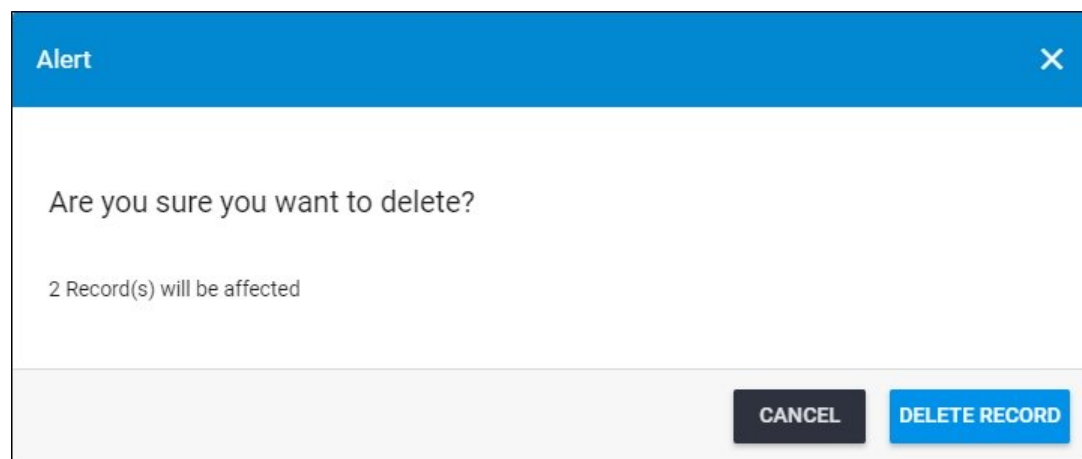 Alert
Are you sure you want to delete?
2 Record(s) will be affected
CANCEL DELETE RECORD